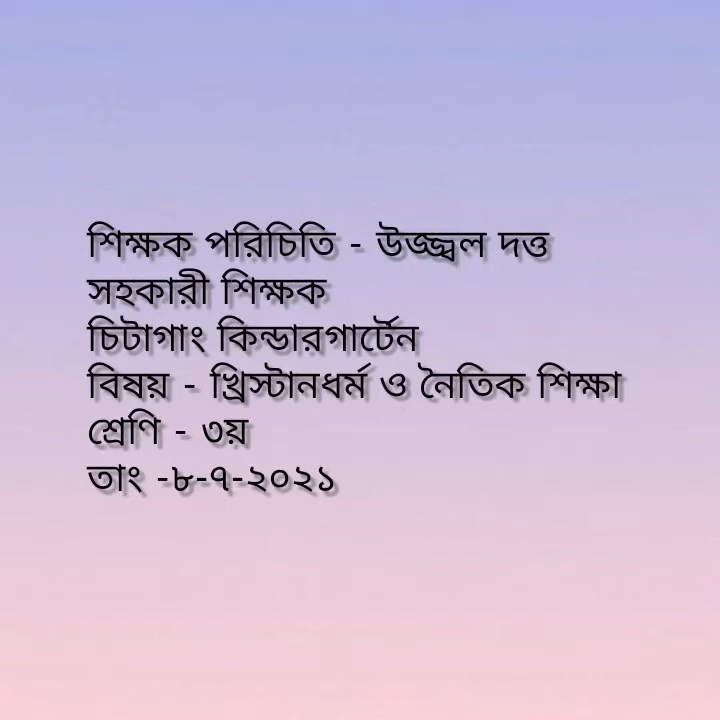 শিক্ষক পরিচিতি - উজ্জ্বল দত্ত
সহকারী শিক্ষক
চিটাগাং কিন্ডারগার্টেন
বিষয় - খ্রিস্টানধর্ম ও নৈতিক শিক্ষা
শ্রেণি - ৩য়
তাং -৮-৭-২০২১